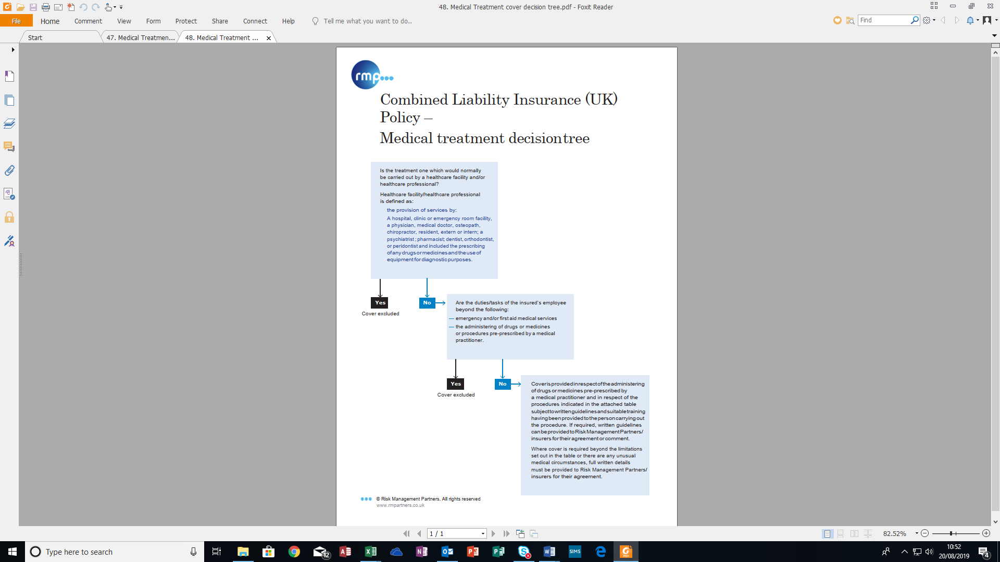 48. Medical Treatment cover decision tree.pdf - Foxit Reader
File Home Comment View Form Protect Share Connect Help Tell me what you want to do.. Find
Start 47. Medical Treatmen... 48. Medical Treatment ...
rmp
Combined Liability Insurance (UK)
Policy –
Medical treatment decision tree
Is the treatment one which would normally
be carried out by a healthcare facility and/or
healthcare professional?
Healthcare facility/healthcare professional
is defined as:
the provision of services by:
A hospital, clinic or emergency room facility,
a physician, medical doctor, osteopath,
chiropractor, resident, extern or intern; a
psychiatrist; pharmacist; dentist, orthodontist,
or peridontist and included the prescribing
of any drugs or medicines and the use of
equipment for diagnostic purposes.
Yes
Cover excluded
No
Are the duties/tasks of the insured's employee
beyond the following:
— emergency and/or first aid medical services
— the administering of drugs or medicines
or procedures pre-prescribed by a medical
practitioner.
Yes
Cover excluded
No
Cover is provided in respect of the administering
of drugs or medicines pre-prescribed by
a medical practitioner and in respect of the
procedures indicated in the attached table
subject to written guidelines and suitable training
having been provided to the person carrying out
the procedure. If required, written guidelines
can be provided to Risk Management Partners/
insurers for their agreement or comment.
Where cover is required beyond the limitations
set out in the table or there are any unusual
medical circumstances, full written details
must be provided to Risk Management Partners/
insurers for their agreement.
© Risk Management Partners. All rights reserved
www.rmpartners.co.uk
1 / 1
82.52%
Type here to search
12
SIMS
PDF
10:52
20/08/2019
4